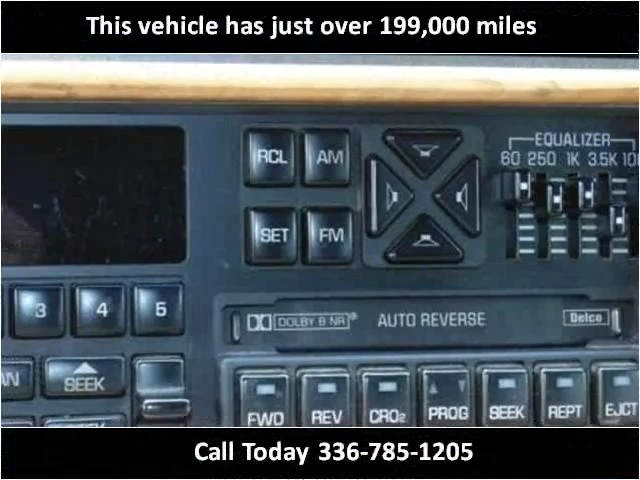 This vehicle has just over 199,000 miles
EQUALIZER
60 250 1K 3.5K
RCL AM
SET FM
3 4 5
DOLBY B NR® AUTO REVERSE Delco
SEEK
FWD REV CRO2 PROG SEEK REPT EJCT
Call Today 336-785-1205